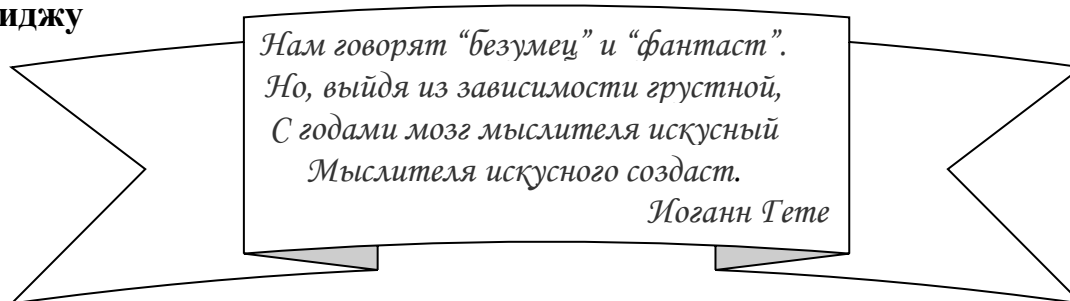 иджу
Нам говорят “безумец” и “фантаст”.
Но, выйдя из зависимости грустной,
С годами мозг мыслителя искусный
Мыслителя искусного создаст.
Иоганн Гете